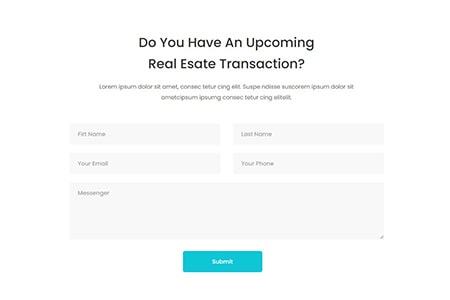 Do You Have An Upcoming
Real Esate Transaction?
Lorem ipsum dolor sit amet, consec tetur cing elit. Suspe ndisse suscorem ipsum dolor sit
ametcipsum ipsumg consec tetur cing elitelit.
Firt Name
Last Name
Your Email
Your Phone
Messenger
Submit